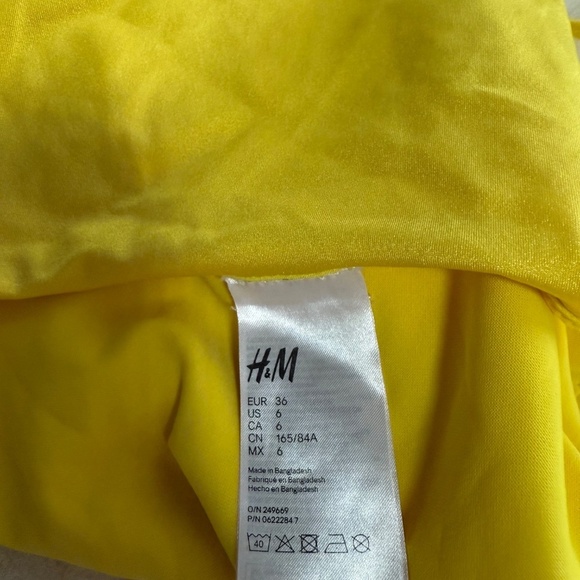 H&M
EUR 36
US 6
CA 6
CN 165/84A
MX 6
Made in Bangladesh
Fabriqué en Bangladesh
Hecho en Bangladesh
O/N 249669
P/N 0622284 7
40